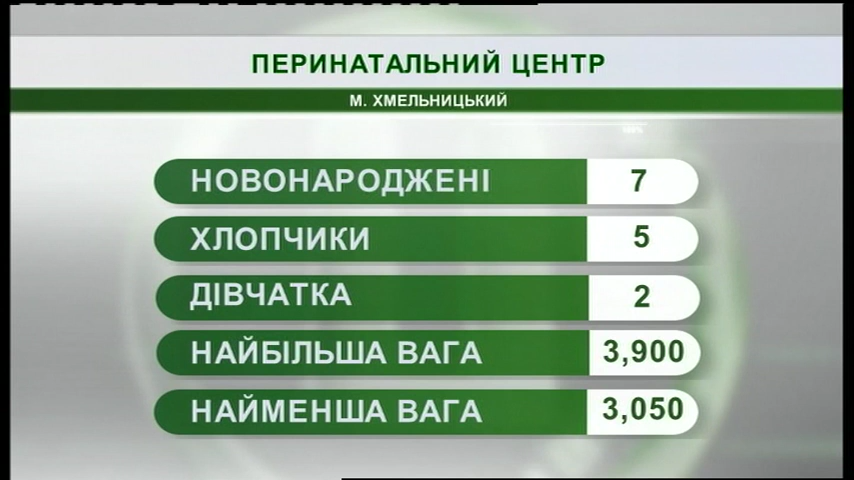 ПЕРИНАТАЛЬНИЙ ЦЕНТР
М. ХМЕЛЬНИЦЬКИЙ
НОВОНАРОДЖЕНІ 7
ХЛОПЧИКИ 5
ДІВЧАТКА 2
НАЙБІЛЬША ВАГА 3,900
НАЙМЕНША ВАГА 3,050